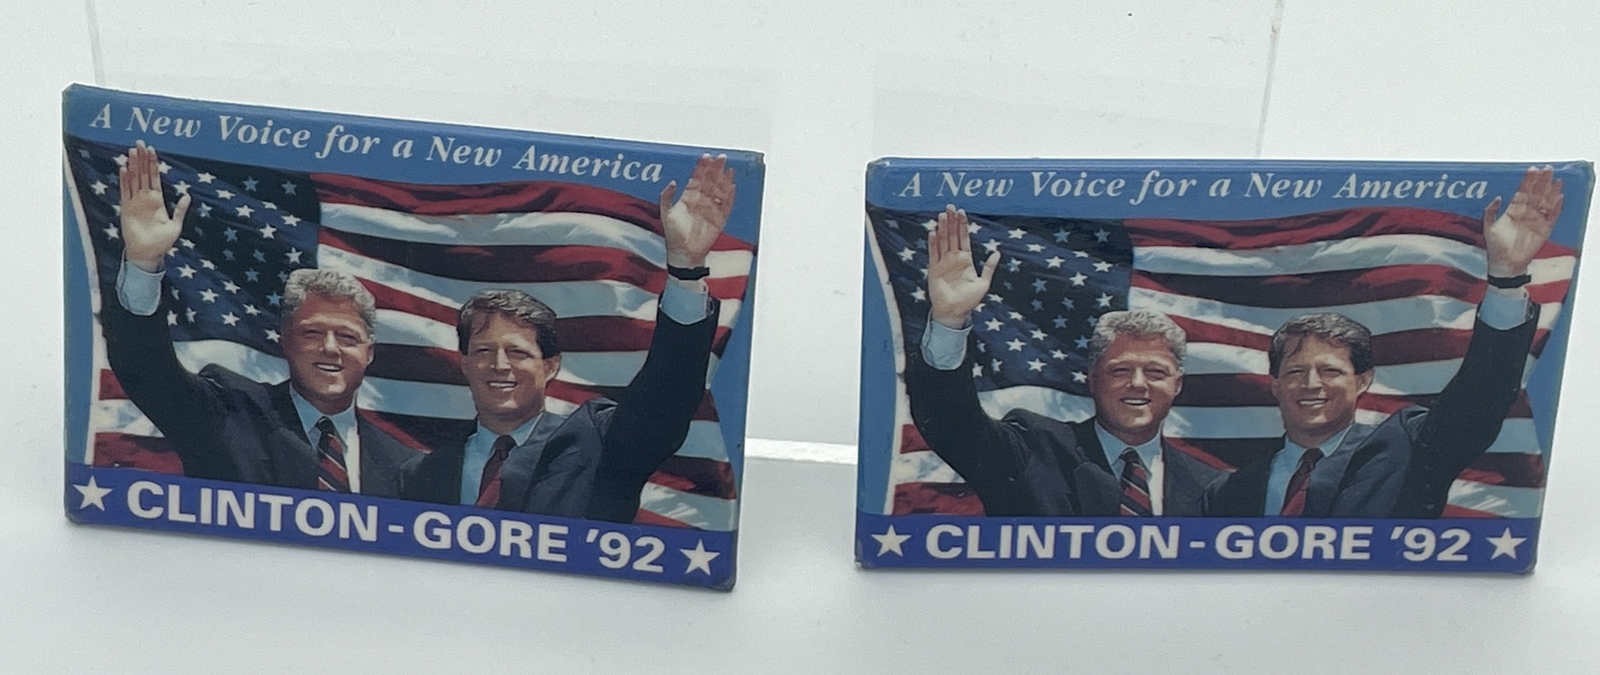 A New Voice for a New America
★ CLINTON-GORE '92 ★
A New Voice for a New America
★ CLINTON-GORE '92 ★